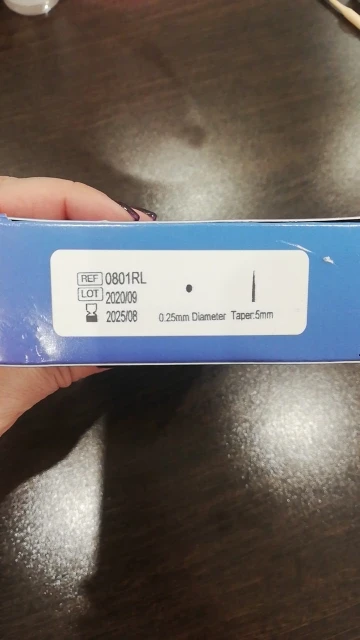 REF 0801RL
LOT 2020/09
2025/08
0.25mm Diameter Taper:5mm